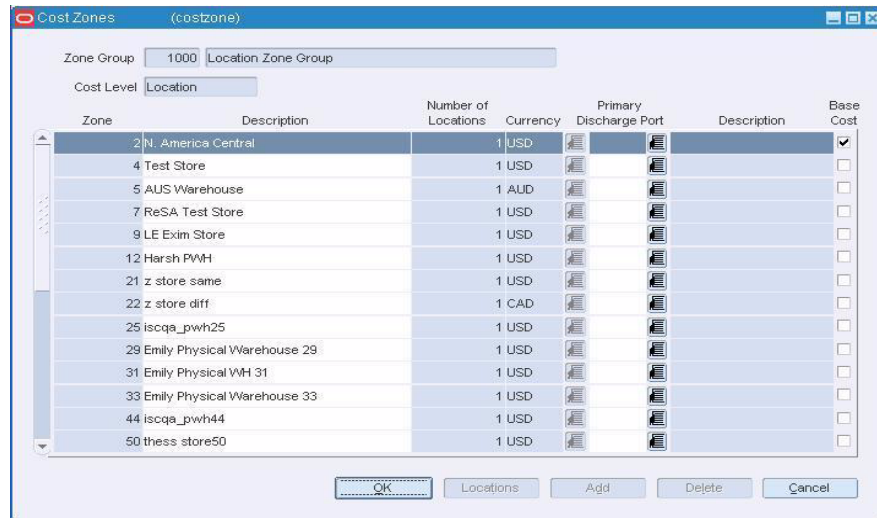 Cost Zones (costzone)
Zone Group 1000 Location Zone Group
Cost Level Location
Zone Description Number of Locations Currency Primary Discharge Port Description Base Cost
2 N. America Central 1 USD
4 Test Store 1 USD
5 AUS Warehouse 1 AUD
7 ReSA Test Store 1 USD
9 LE Exim Store 1 USD
12 Harsh PWH 1 USD
21 z store same 1 USD
22 z store diff 1 CAD
25 iscqa_pwh25 1 USD
29 Emily Physical Warehouse 29 1 USD
31 Emily Physical WH 31 1 USD
33 Emily Physical Warehouse 33 1 USD
44 iscqa_pwh44 1 USD
50 thess store50 1 USD
OK Locations Add Delete Cancel